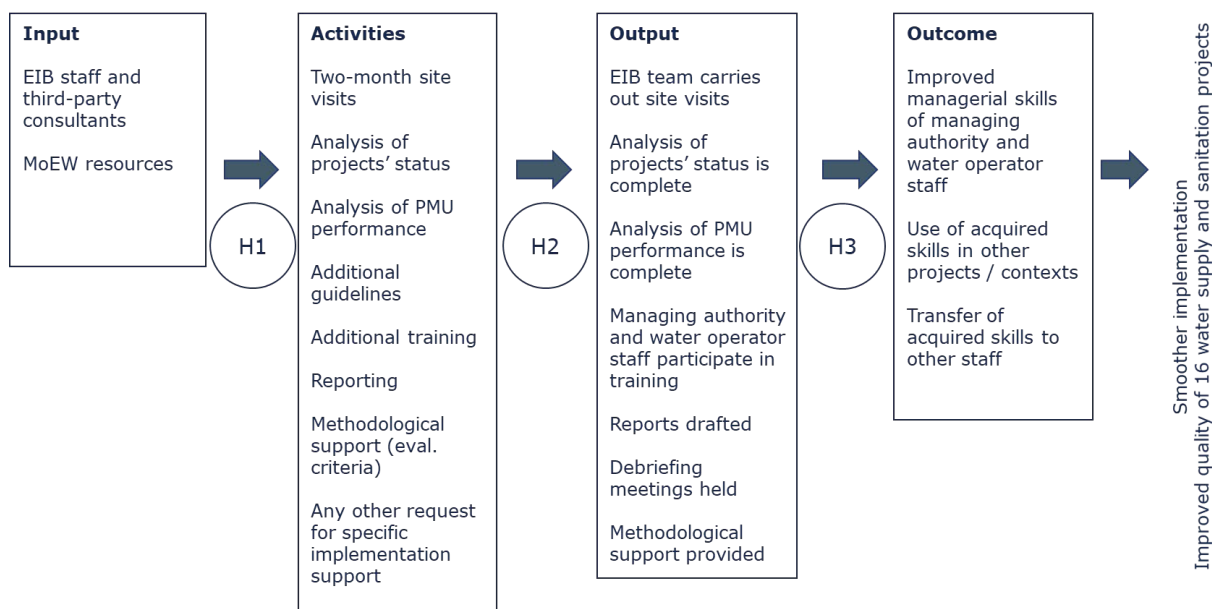 Input
EIB staff and
third-party
consultants
MoEW resources
H1
Activities
Two-month site
visits
Analysis of
projects’ status
Analysis of PMU
performance
Additional
guidelines
Additional training
Reporting
Methodological
support (eval.
criteria)
Any other request
for specific
implementation
support
H2
Output
EIB team carries
out site visits
Analysis of
projects’ status is
complete
Analysis of PMU
performance is
complete
Managing authority
and water operator
staff participate in
training
Reports drafted
Debriefing
meetings held
Methodological
support provided
H3
Outcome
Improved
managerial skills
of managing
authority and
water operator
staff
Use of acquired
skills in other
projects / contexts
Transfer of
acquired skills to
other staff
Smoother implementation
Improved quality of 16 water supply and sanitation projects